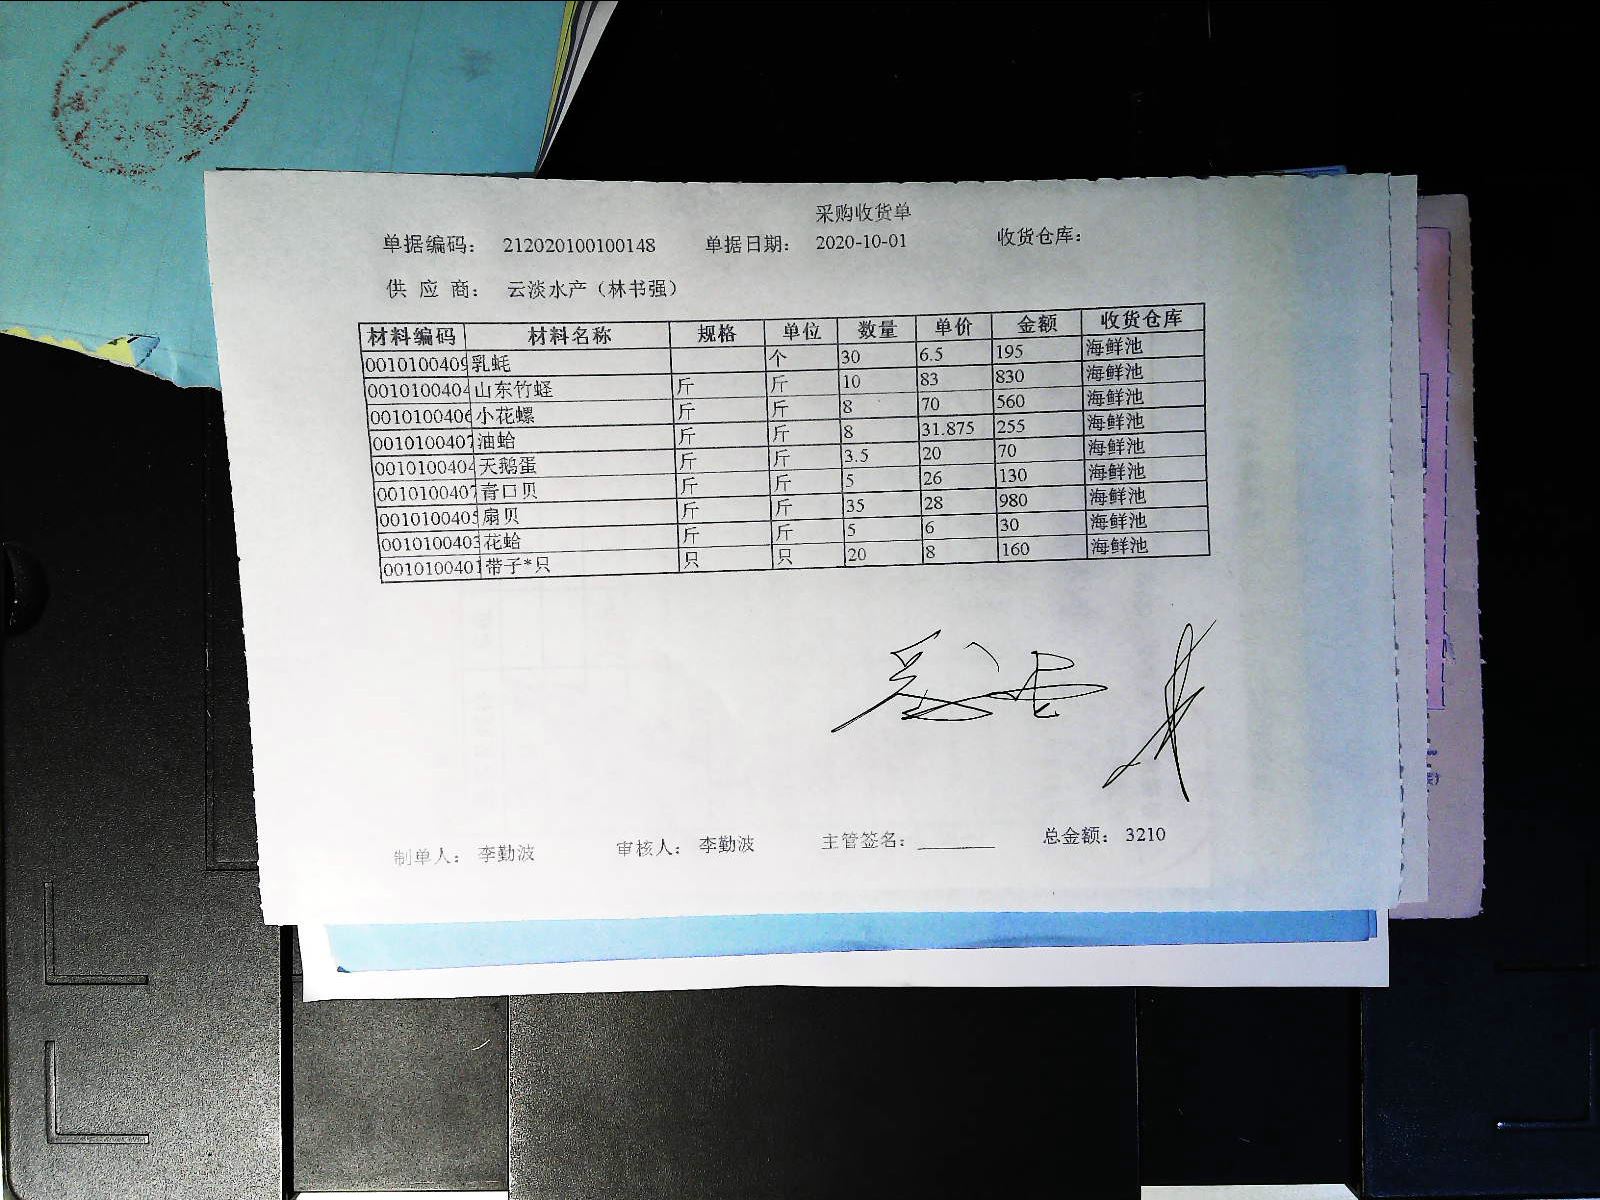 采购收货单
单据编码： 212020100100148 单据日期： 2020-10-01 收货仓库：
供 应 商： 云淡水产（林书强）
材料编码 材料名称 规格 单位 数量 单价 金额 收货仓库
0010100409 乳蚝 个 30 6.5 195 海鲜池
0010100404 山东竹蛏 斤 斤 10 83 830 海鲜池
0010100406 小花螺 斤 斤 8 70 560 海鲜池
0010100407 油蛤 斤 斤 8 31.875 255 海鲜池
0010100404 天鹅蛋 斤 斤 3.5 20 70 海鲜池
0010100407 青口贝 斤 斤 5 26 130 海鲜池
0010100405 扇贝 斤 斤 35 28 980 海鲜池
0010100403 花蛤 斤 斤 5 6 30 海鲜池
0010100401 带子*只 只 只 20 8 160 海鲜池
制单人： 李勤波 审核人： 李勤波 主管签名： 总金额： 3210